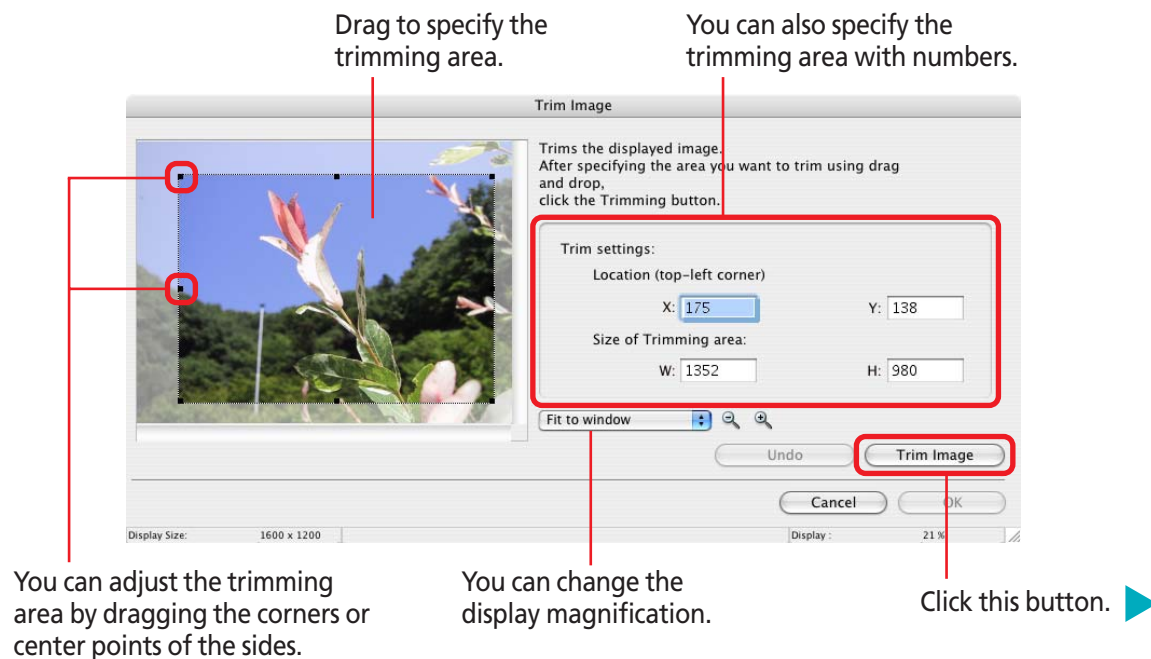 Drag to specify the
trimming area.
You can also specify the
trimming area with numbers.
Trim Image
Trims the displayed image.
After specifying the area you want to trim using drag
and drop,
click the Trimming button.
Trim settings:
Location (top-left corner)
X: 175 Y: 138
Size of Trimming area:
W: 1352 H: 980
Fit to window
Undo Trim Image
Cancel OK
Display Size: 1600 x 1200 Display : 21 %
You can adjust the trimming
area by dragging the corners or
center points of the sides.
You can change the
display magnification.
Click this button.